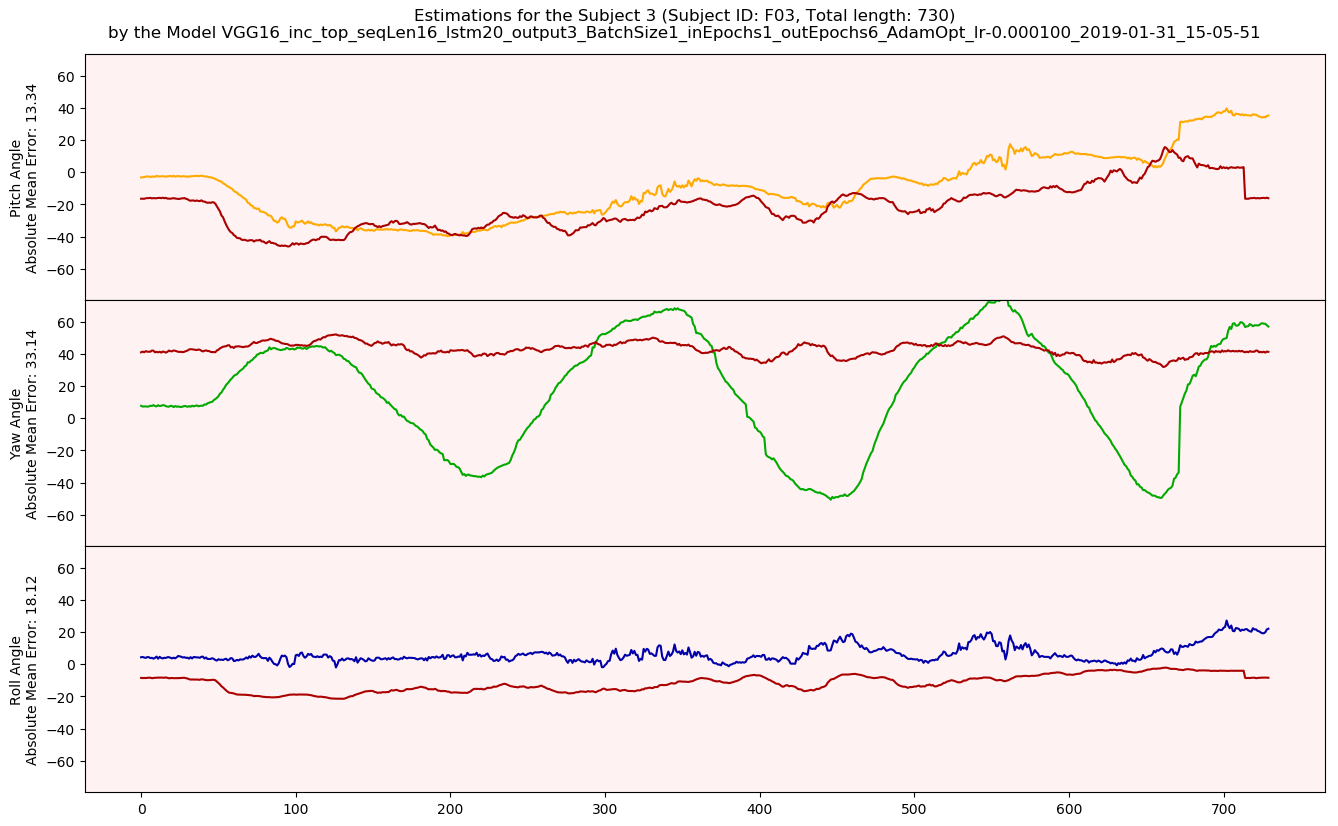 Estimations for the Subject 3 (Subject ID: F03, Total length: 730)
by the Model VGG16_inc_top_seqLen16_lstm20_output3_BatchSize1_inEpochs1_outEpochs6_AdamOpt_lr-0.000100_2019-01-31_15-05-51
Pitch Angle
Absolute Mean Error: 13.34
60
40
20
0
−20
−40
−60
Yaw Angle
Absolute Mean Error: 33.14
60
40
20
0
−20
−40
−60
Roll Angle
Absolute Mean Error: 18.12
60
40
20
0
−20
−40
−60
0 100 200 300 400 500 600 700